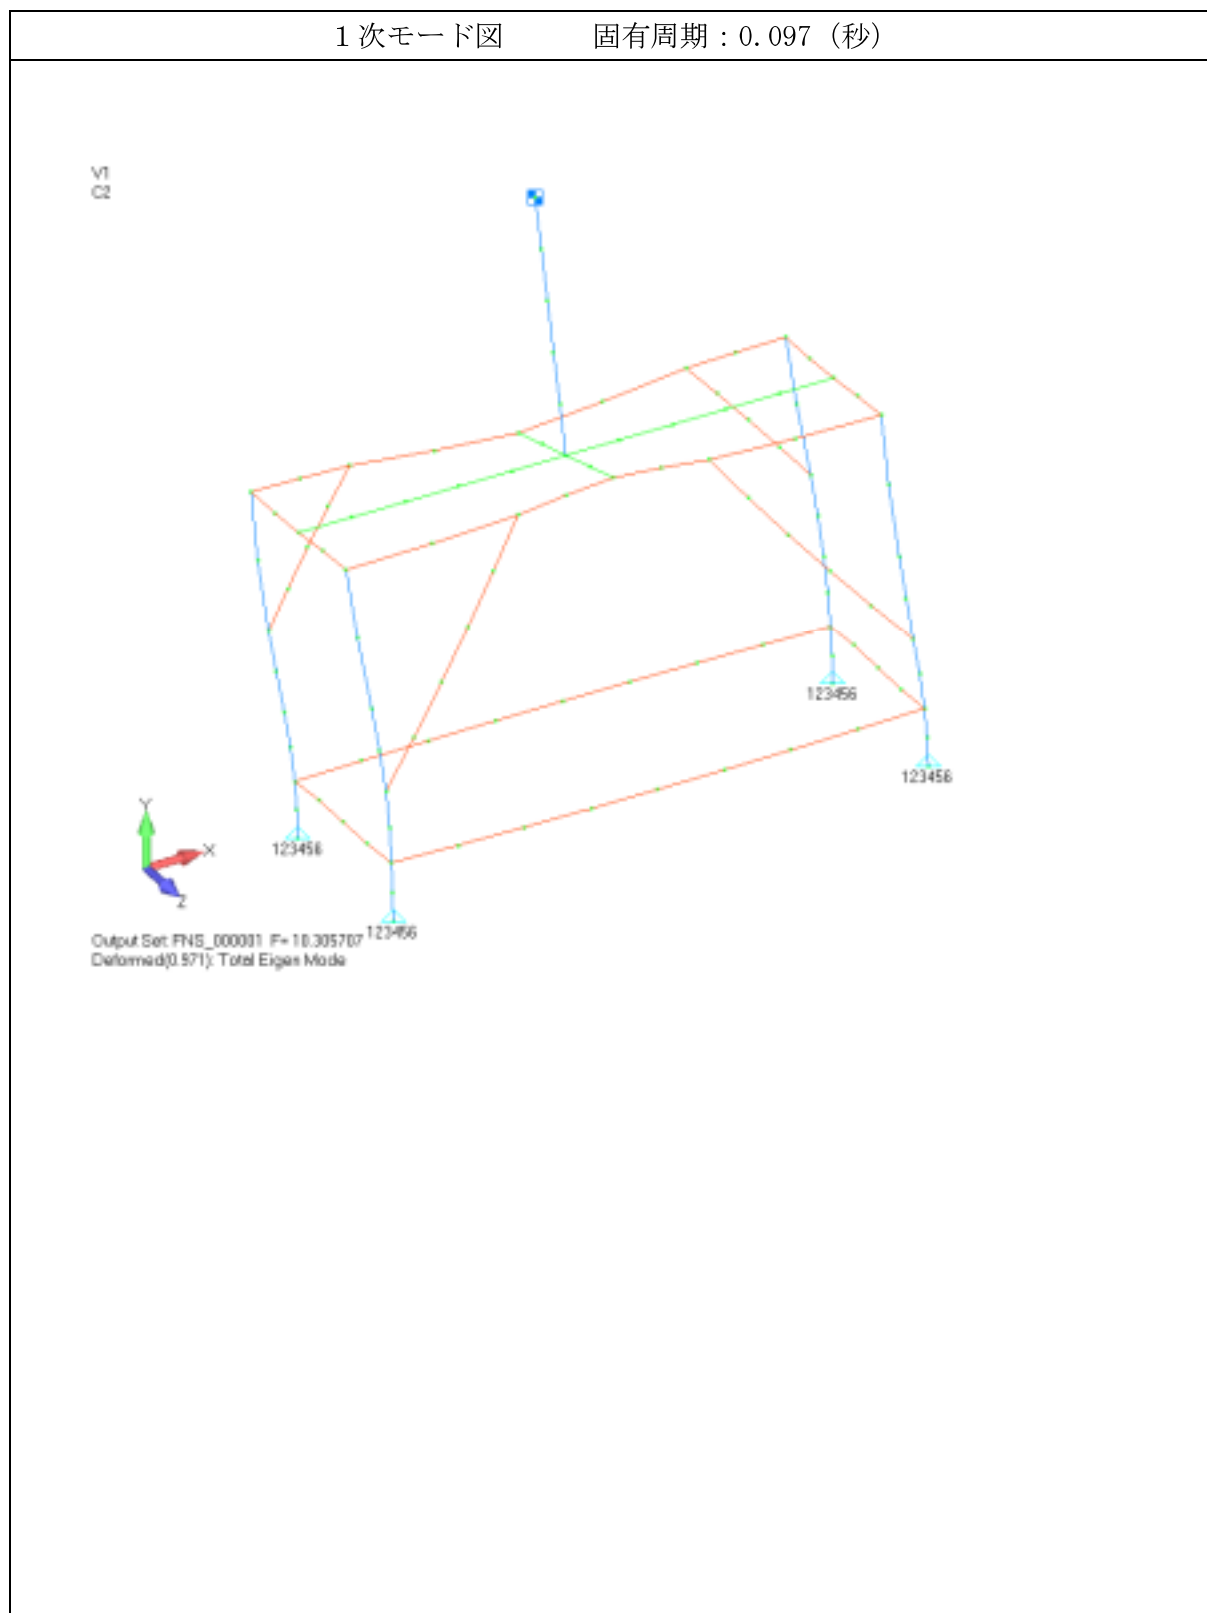 1次モード図 固有周期：0.097（秒）
V1
C2
123456
123456
Y
X
123456
Z
123456
Output Set: FNS_000001 F= 10.305707
Deformed(0.971): Total Eigen Mode